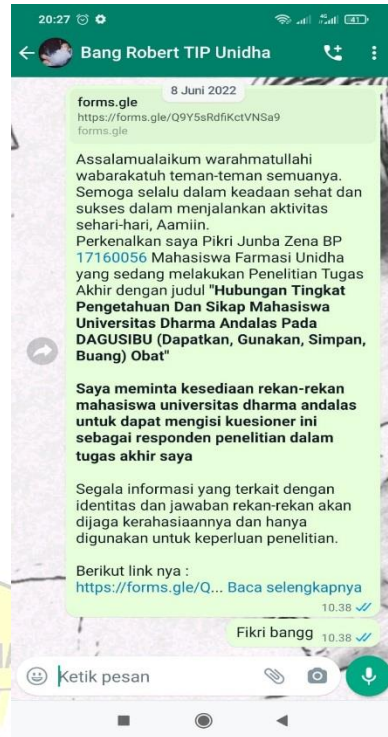 20:27
41
Bang Robert TIP Unidha
8 Juni 2022
forms.gle
https://forms.gle/Q9Y5sRdfiKctVNSa9
forms.gle
Assalamualaikum warahmatullahi
wabarakatuh teman-teman semuanya.
Semoga selalu dalam keadaan sehat dan
sukses dalam menjalankan aktivitas
sehari-hari, Aamiin.
Perkenalkan saya Pikri Junba Zena BP
17160056 Mahasiswa Farmasi Unidha
yang sedang melakukan Penelitian Tugas
Akhir dengan judul "Hubungan Tingkat
Pengetahuan Dan Sikap Mahasiswa
Universitas Dharma Andalas Pada
DAGUSIBU (Dapatkan, Gunakan, Simpan,
Buang) Obat"
Saya meminta kesediaan rekan-rekan
mahasiswa universitas dharma andalas
untuk dapat mengisi kuesioner ini
sebagai responden penelitian dalam
tugas akhir saya
Segala informasi yang terkait dengan
identitas dan jawaban rekan-rekan akan
dijaga kerahasiaannya dan hanya
digunakan untuk keperluan penelitian.
Berikut link nya :
https://forms.gle/Q... Baca selengkapnya
10.38
Fikri bangg 10.38
Ketik pesan